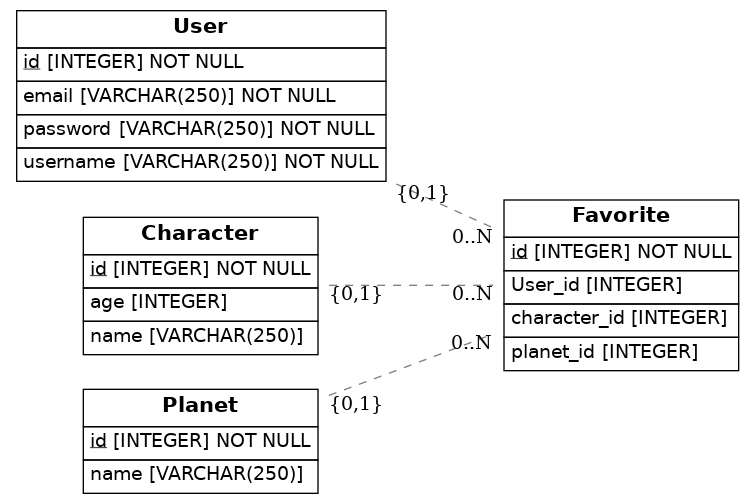 User
id [INTEGER] NOT NULL
email [VARCHAR(250)] NOT NULL
password [VARCHAR(250)] NOT NULL
username [VARCHAR(250)] NOT NULL
{0,1}
0..N
Character
id [INTEGER] NOT NULL
age [INTEGER]
name [VARCHAR(250)]
{0,1}
0..N
Planet
id [INTEGER] NOT NULL
name [VARCHAR(250)]
{0,1}
0..N
Favorite
id [INTEGER] NOT NULL
User_id [INTEGER]
character_id [INTEGER]
planet_id [INTEGER]